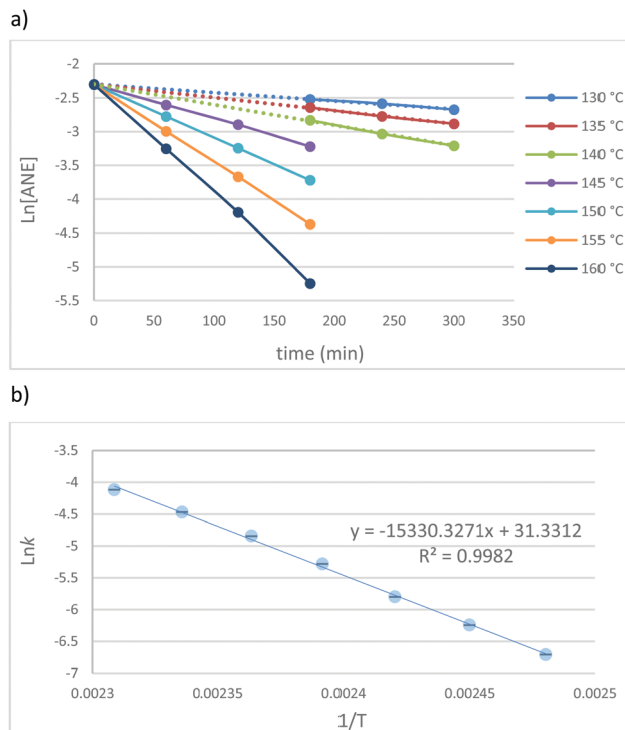 a)
-2
-2.5
-3
-3.5
-4
-4.5
-5
-5.5
Ln[ANE]
0
50
100
150
200
250
300
350
time (min)
130 °C
135 °C
140 °C
145 °C
150 °C
155 °C
160 °C
b)
-3.5
-4
-4.5
-5
-5.5
-6
-6.5
-7
Lnk
y = -15330.3271x + 31.3312
R² = 0.9982
0.0023
0.00235
0.0024
0.00245
0.0025
1/T